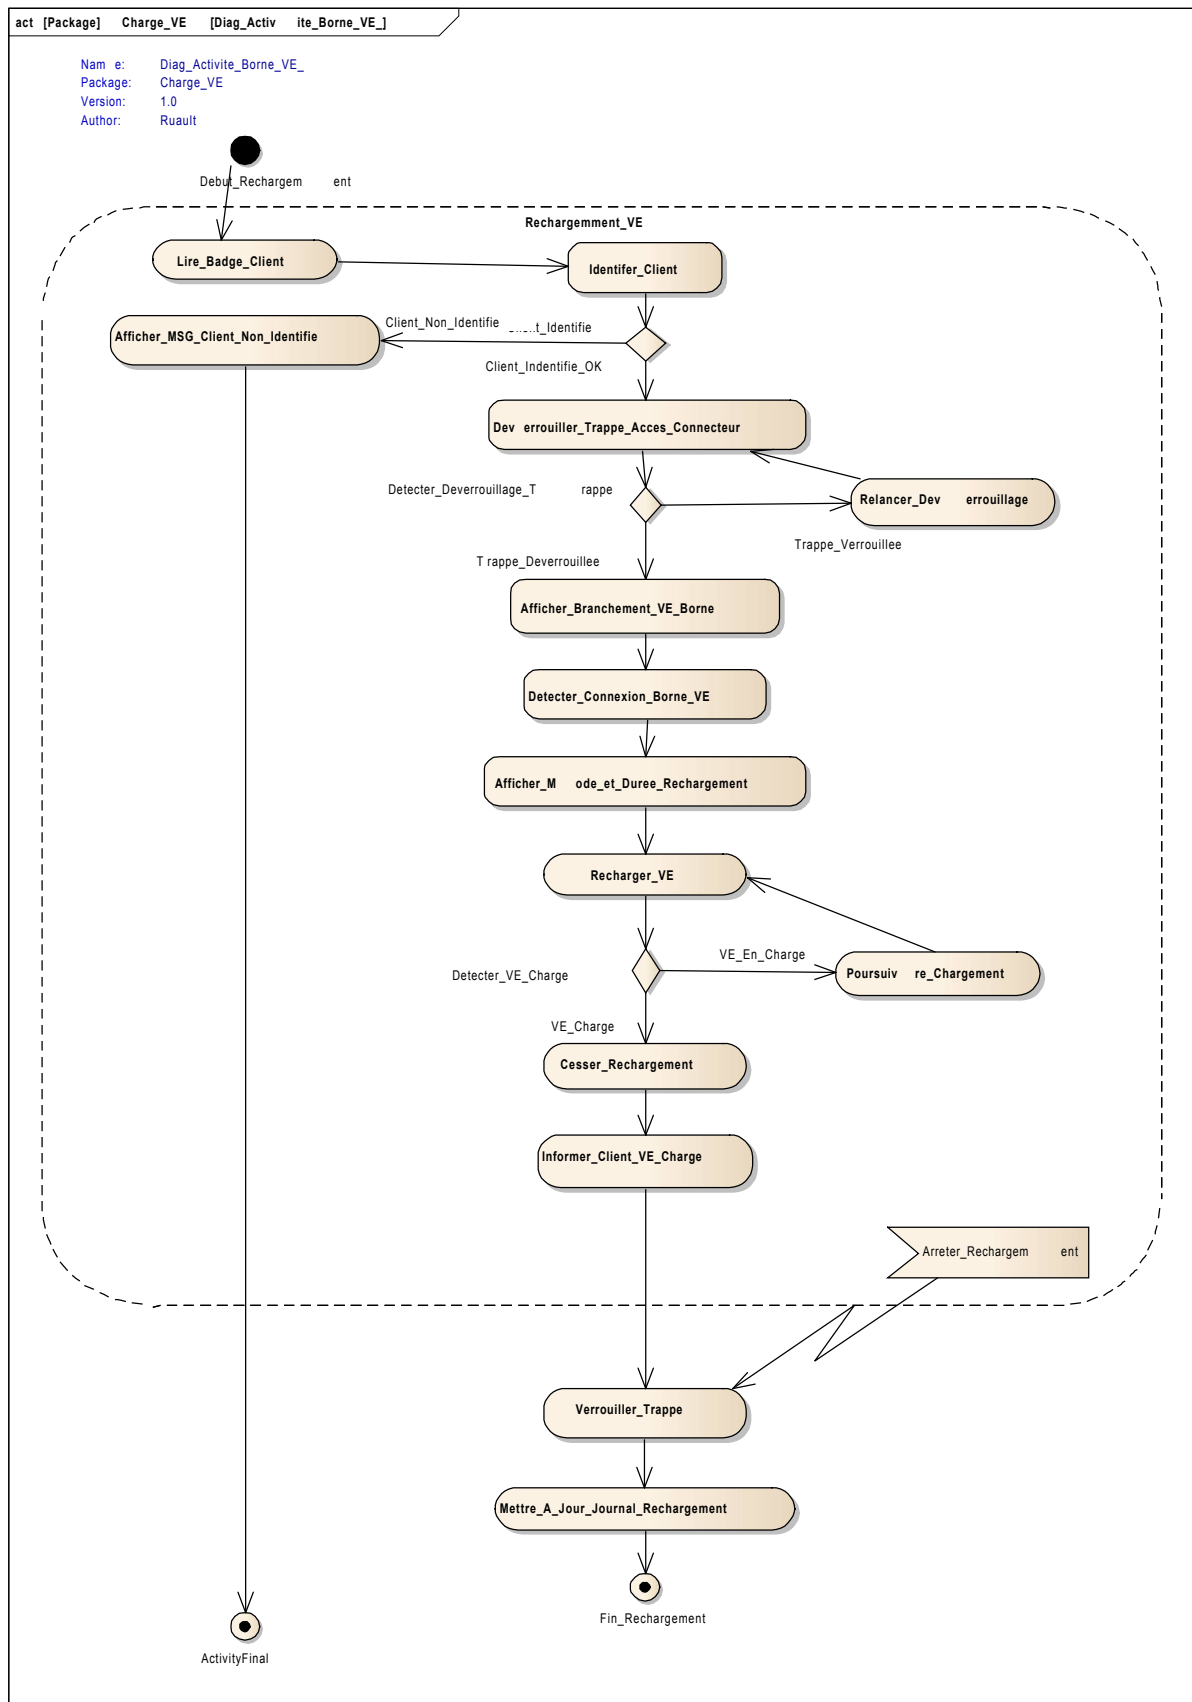 act [Package] Charge_VE [Diag_Activ ite_Borne_VE_]
Nam e: Diag_Activite_Borne_VE_
Package: Charge_VE
Version: 1.0
Author: Ruault
Debut_Rechargem ent
Rechargemment_VE
Lire_Badge_Client
Identifer_Client
Client_Non_Identifie
Afficher_MSG_Client_Non_Identifie
Client_Indentifie_OK
Dev errouiller_Trappe_Acces_Connecteur
Detecter_Deverrouillage_T rappe
Relancer_Dev errouillage
Trappe_Verrouillee
T rappe_Deverrouillee
Afficher_Branchement_VE_Borne
Detecter_Connexion_Borne_VE
Afficher_M ode_et_Duree_Rechargement
Recharger_VE
VE_En_Charge
Detecter_VE_Charge
Poursuiv re_Chargement
VE_Charge
Cesser_Rechargement
Informer_Client_VE_Charge
Arreter_Rechargem ent
Verrouiller_Trappe
Mettre_A_Jour_Journal_Rechargement
Fin_Rechargement
ActivityFinal